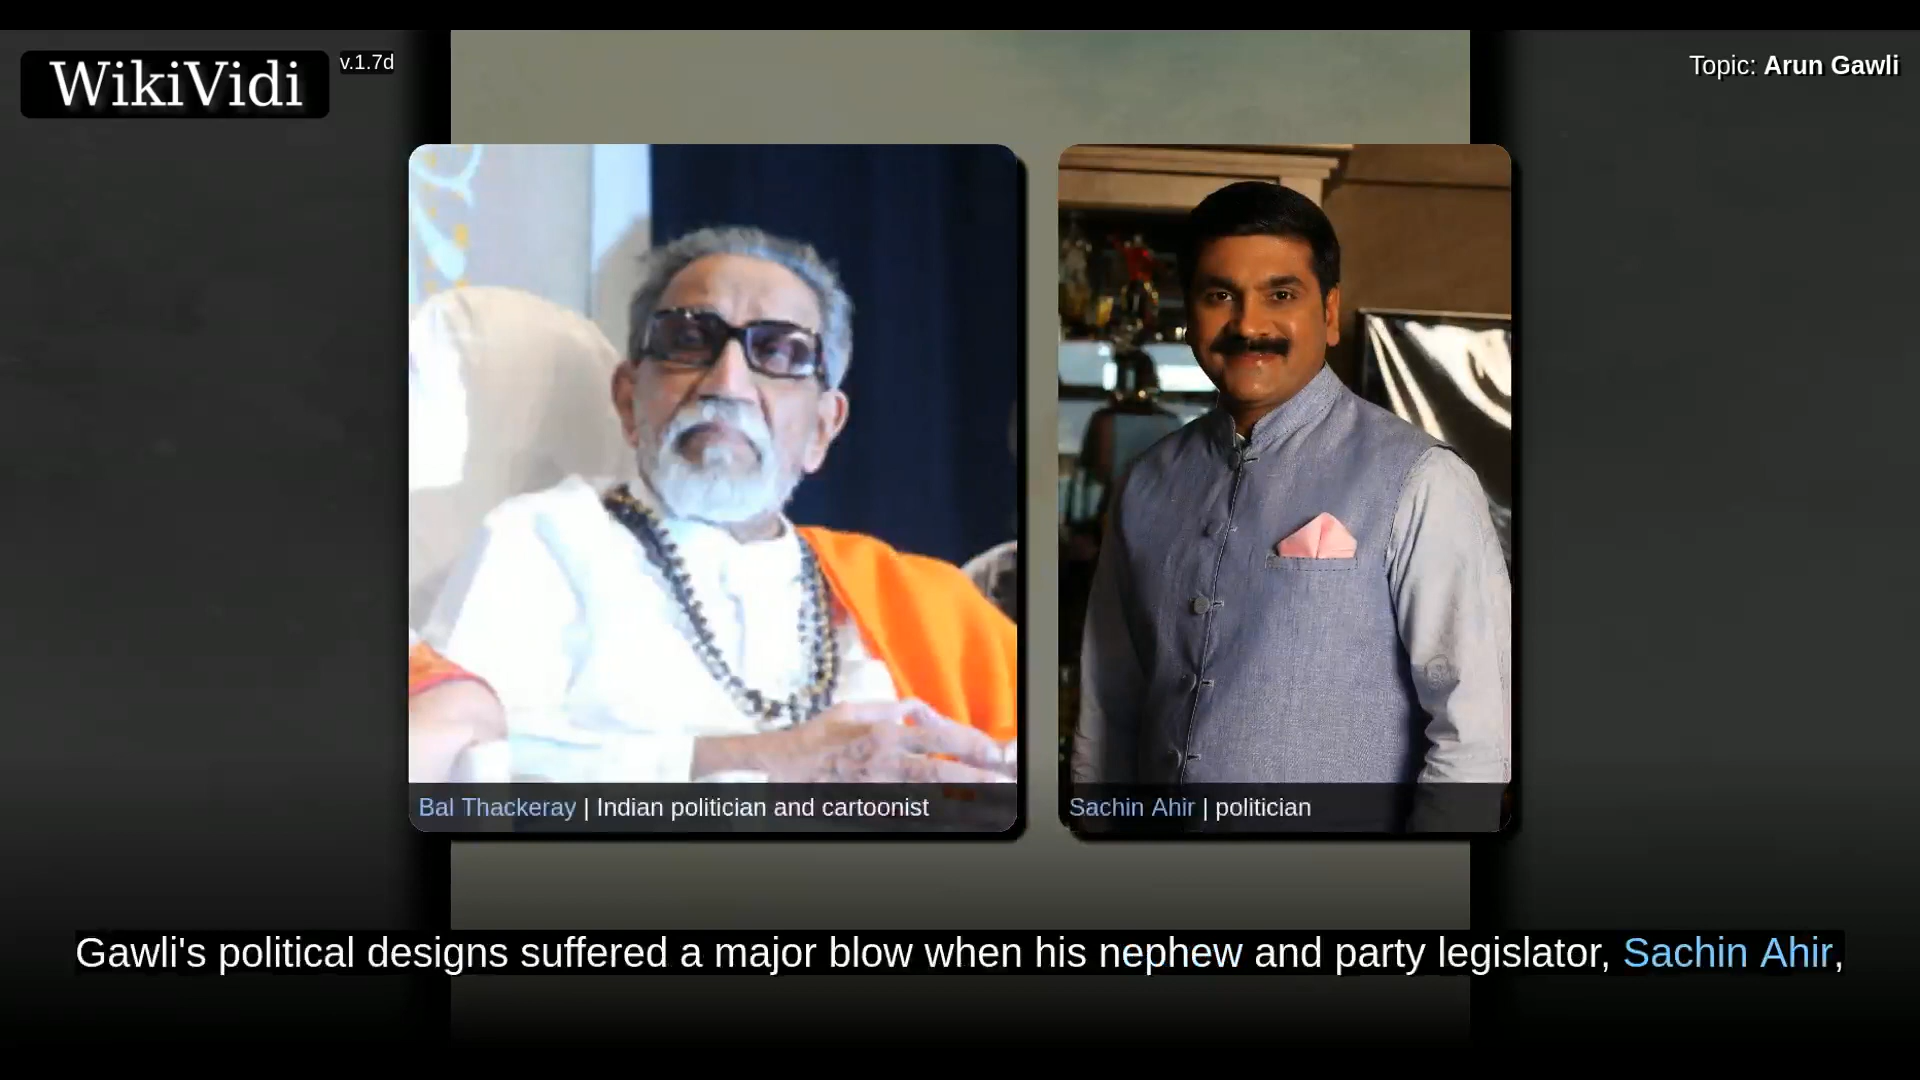 WikiVidi
v.1.7d
Topic: Arun Gawli
Bal Thackeray | Indian politician and cartoonist
Sachin Ahir | politician
Gawli's political designs suffered a major blow when his nephew and party legislator, Sachin Ahir,